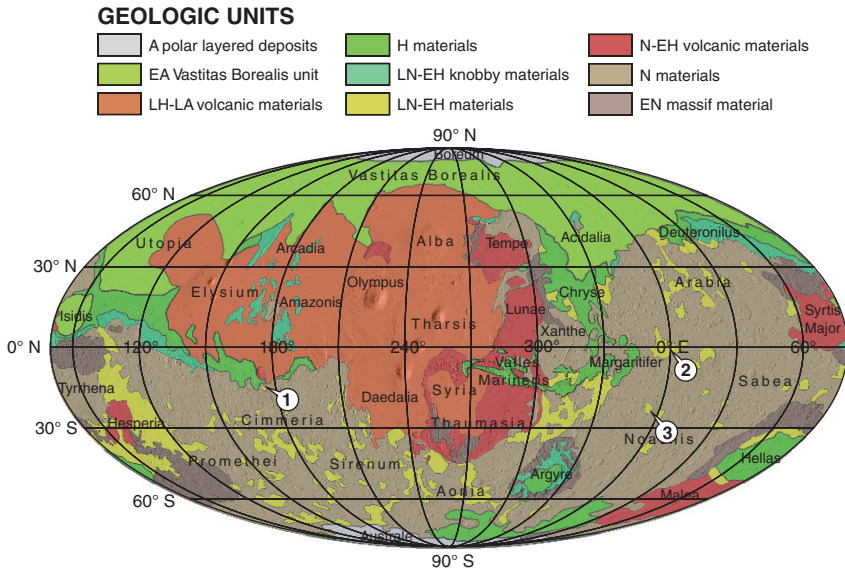 GEOLOGIC UNITS
A polar layered deposits
H materials
N-EH volcanic materials
EA Vastitas Borealis unit
LN-EH knobby materials
N materials
LH-LA volcanic materials
LN-EH materials
EN massif material
90° N
Boreum
Vastitas Borealis
60° N
Utopia
Arcadia
Alba
Tempe
Acidalia
Deuteronilus
30° N
Elysium
Amazonis
Olympus
Lunae
Chryse
Arabia
Isidis
Tharsis
Xanthe
Syrtis
Major
0° N
120°
180°
240°
300°
0° E
60°
Valles
Marineris
Margaritifer
2
Tyrrhena
1
Daedalia
Syria
Sabea
Hesperia
Cimmeria
Thaumasia
3
30° S
Noachis
Promethei
Sirenum
Argyre
Hellas
Aonia
Malea
60° S
Australe
90° S